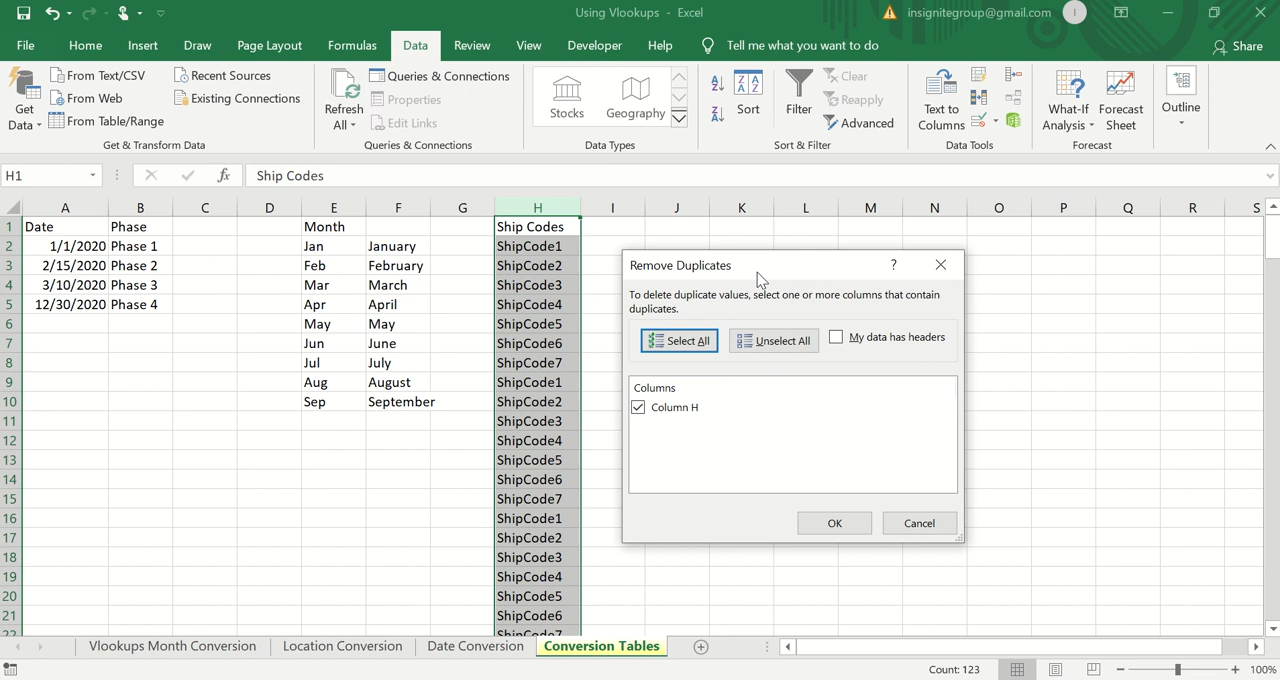 Using Vlookups - Excel
insignitegroup@gmail.com
I
File Home Insert Draw Page Layout Formulas Data Review View Developer Help Tell me what you want to do Share
Get Data
From Text/CSV
From Web
From Table/Range
Recent Sources
Existing Connections
Get & Transform Data
Refresh All
Queries & Connections
Properties
Edit Links
Queries & Connections
Stocks
Geography
Data Types
Sort
Filter
Clear
Reapply
Advanced
Sort & Filter
Text to Columns
Data Tools
What-If Analysis
Forecast Sheet
Forecast
Outline
H1
fx
Ship Codes
A B C D E F G H I J K L M N O P Q R S
1 Date Phase Month Ship Codes
2 1/1/2020 Phase 1 Jan January ShipCode1
3 2/15/2020 Phase 2 Feb February ShipCode2
4 3/10/2020 Phase 3 Mar March ShipCode3
5 12/30/2020 Phase 4 Apr April ShipCode4
6 May May ShipCode5
7 Jun June ShipCode6
8 Jul July ShipCode7
9 Aug August ShipCode1
10 Sep September ShipCode2
11 ShipCode3
12 ShipCode4
13 ShipCode5
14 ShipCode6
15 ShipCode7
16 ShipCode1
17 ShipCode2
18 ShipCode3
19 ShipCode4
20 ShipCode5
21 ShipCode6
22 ShipCode7
Remove Duplicates
?
To delete duplicate values, select one or more columns that contain
duplicates.
Select All
Unselect All
My data has headers
Columns
Column H
OK
Cancel
Vlookups Month Conversion Location Conversion Date Conversion Conversion Tables
Count: 123
100%